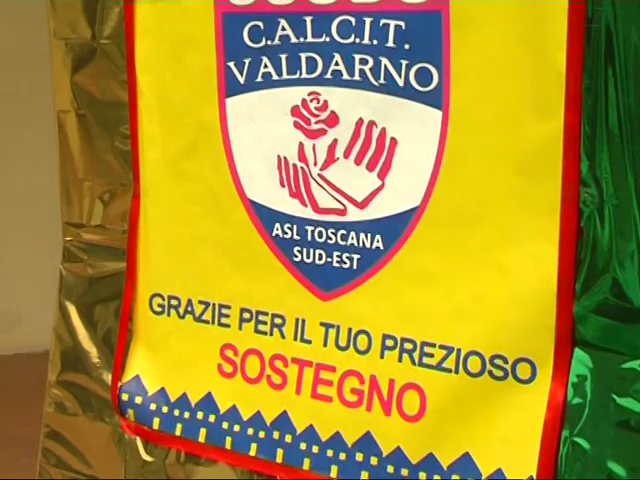 C.A.L.C.I.T.
VALDARNO
ASL TOSCANA
SUD-EST
GRAZIE PER IL TUO PREZIOSO
SOSTEGNO